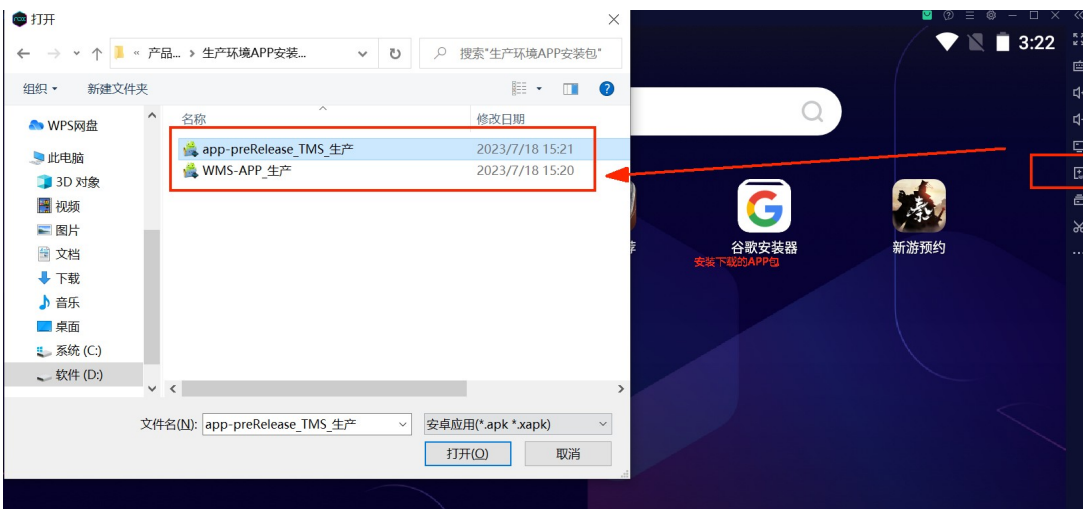 nox 打开
« 产品... › 生产环境APP安装...
搜索"生产环境APP安装包"
组织 新建文件夹
名称 修改日期
app-preRelease_TMS_生产 2023/7/18 15:21
WMS-APP_生产 2023/7/18 15:20
WPS网盘
此电脑
3D 对象
视频
图片
文档
下载
音乐
桌面
系统 (C:)
软件 (D:)
文件名(N): app-preRelease_TMS_生产 安卓应用(*.apk *.xapk)
打开(O) 取消
3:22
秦
谷歌安装器 新游预约
安装下载的APP包